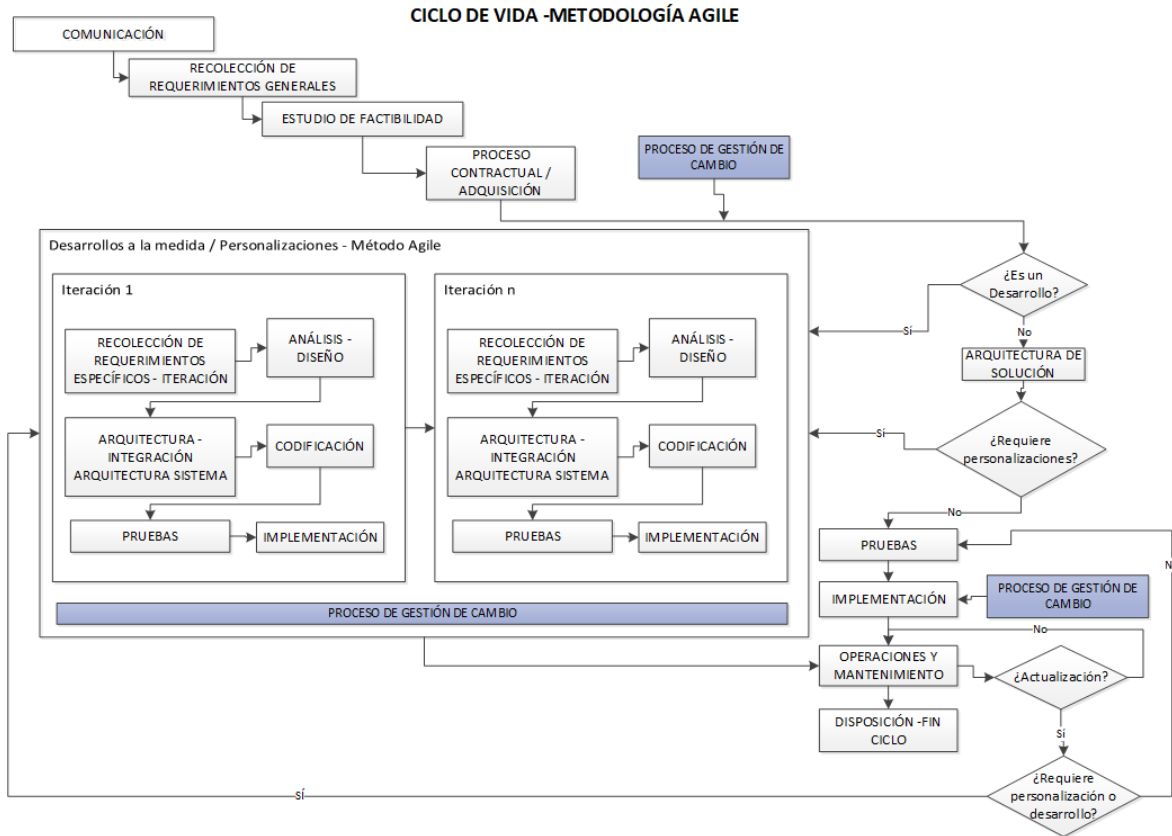 CICLO DE VIDA -METODOLOGÍA AGILE
COMUNICACIÓN
RECOLECCIÓN DE
REQUERIMIENTOS GENERALES
ESTUDIO DE FACTIBILIDAD
PROCESO
CONTRACTUAL /
ADQUISICIÓN
PROCESO DE GESTIÓN DE
CAMBIO
Desarrollos a la medida / Personalizaciones - Método Agile
Iteración 1
RECOLECCIÓN DE
REQUERIMIENTOS
ESPECÍFICOS - ITERACIÓN
ANÁLISIS -
DISEÑO
ARQUITECTURA -
INTEGRACIÓN
ARQUITECTURA SISTEMA
CODIFICACIÓN
PRUEBAS
IMPLEMENTACIÓN
Iteración n
RECOLECCIÓN DE
REQUERIMIENTOS
ESPECÍFICOS - ITERACIÓN
ANÁLISIS -
DISEÑO
ARQUITECTURA -
INTEGRACIÓN
ARQUITECTURA SISTEMA
CODIFICACIÓN
PRUEBAS
IMPLEMENTACIÓN
PROCESO DE GESTIÓN DE CAMBIO
¿Es un
Desarrollo?
Sí
No
ARQUITECTURA DE
SOLUCIÓN
¿Requiere
personalizaciones?
Sí
No
PRUEBAS
IMPLEMENTACIÓN
PROCESO DE GESTIÓN DE
CAMBIO
No
OPERACIONES Y
MANTENIMIENTO
¿Actualización?
DISPOSICIÓN -FIN
CICLO
Sí
¿Requiere
personalización o
desarrollo?
SÍ